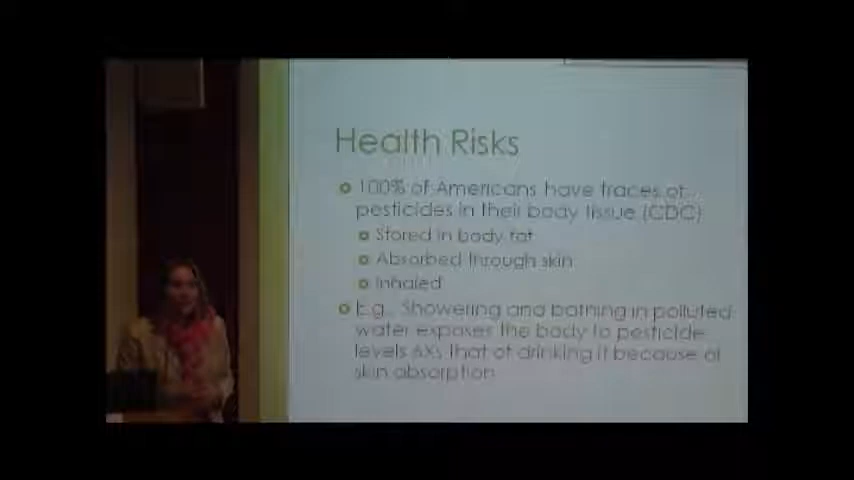 Health Risks
100% of Americans have traces of
pesticides in their body tissue (CDC)
Stored in body fat
Absorbed through skin
Inhaled
E.g., Showering and bathing in polluted
water exposes the body to pesticide
levels 6Xs that of drinking it because of
skin absorption